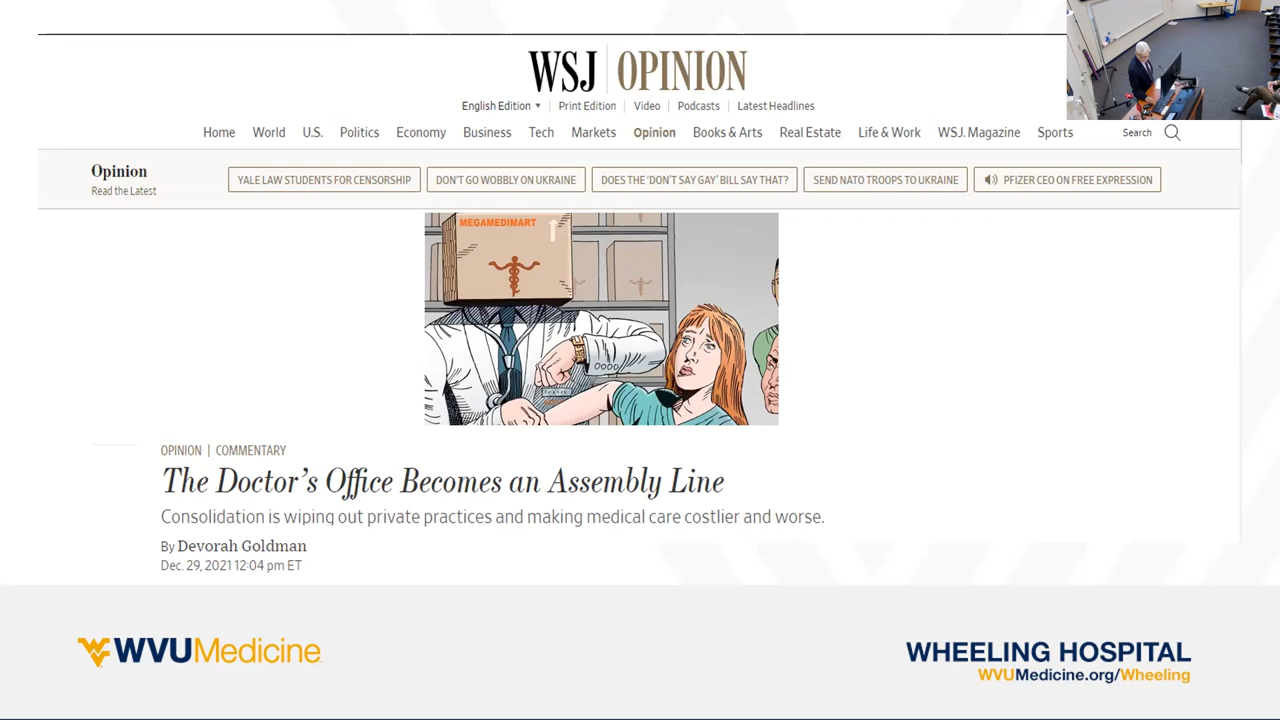 WSJ OPINION
English Edition Print Edition Video Podcasts Latest Headlines
Home World U.S. Politics Economy Business Tech Markets Opinion Books & Arts Real Estate Life & Work WSJ. Magazine Sports Search
Opinion
Read the Latest
YALE LAW STUDENTS FOR CENSORSHIP DON'T GO WOBBLY ON UKRAINE DOES THE 'DON'T SAY GAY' BILL SAY THAT? SEND NATO TROOPS TO UKRAINE PFIZER CEO ON FREE EXPRESSION
MEGAMEDIMART
OPINION | COMMENTARY
The Doctor's Office Becomes an Assembly Line
Consolidation is wiping out private practices and making medical care costlier and worse.
By Devorah Goldman
Dec. 29, 2021 12:04 pm ET
WVUMedicine
WHEELING HOSPITAL
WVUMedicine.org/Wheeling